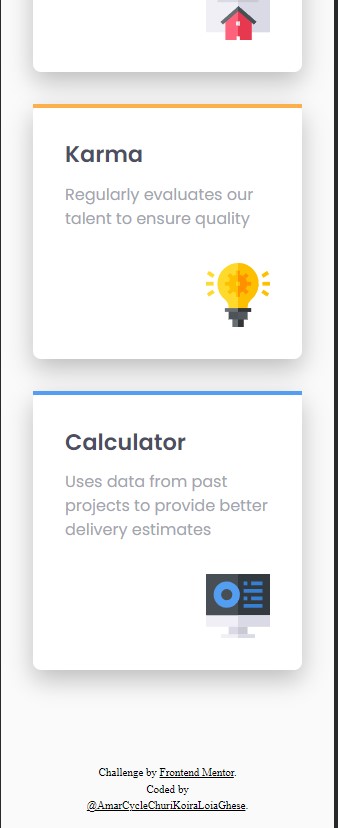 Karma
Regularly evaluates our
talent to ensure quality
Calculator
Uses data from past
projects to provide better
delivery estimates
Challenge by Frontend Mentor.
Coded by
@AmarCycleChuriKoiraLoiaGhese.